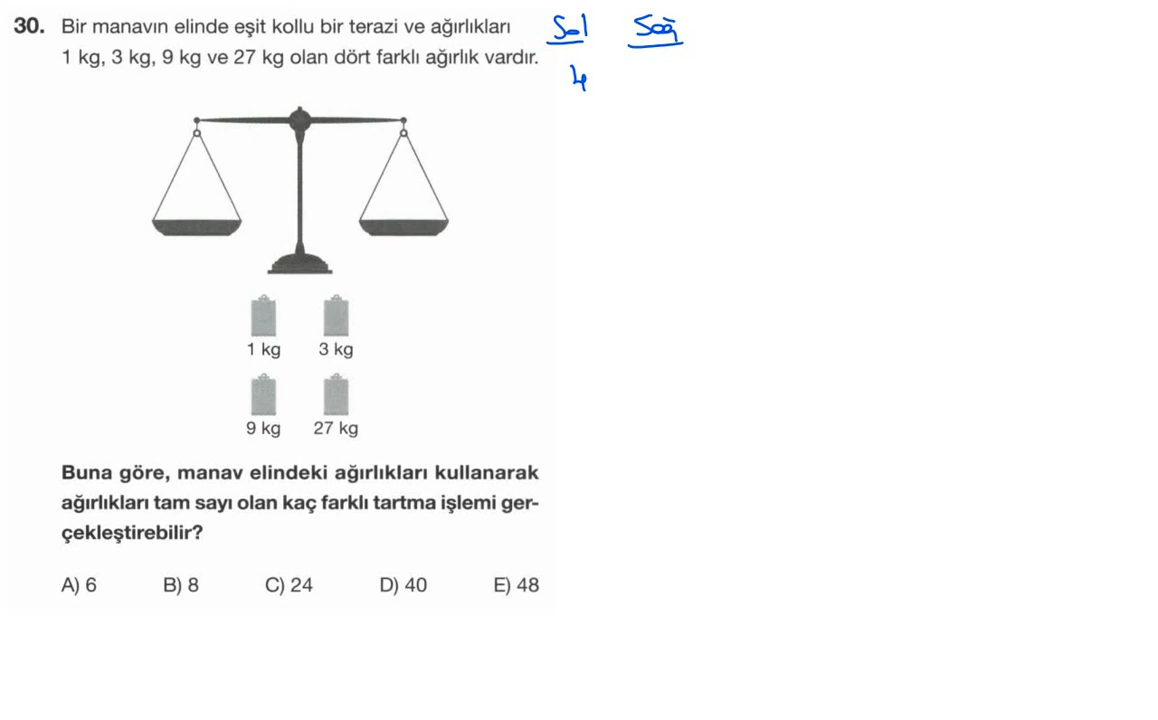 30. Bir manavın elinde eşit kollu bir terazi ve ağırlıkları
1 kg, 3 kg, 9 kg ve 27 kg olan dört farklı ağırlık vardır.
Sol Sağ
4
1 kg 3 kg
9 kg 27 kg
Buna göre, manav elindeki ağırlıkları kullanarak
ağırlıkları tam sayı olan kaç farklı tartma işlemi ger-
çekleştirebilir?
A) 6 B) 8 C) 24 D) 40 E) 48